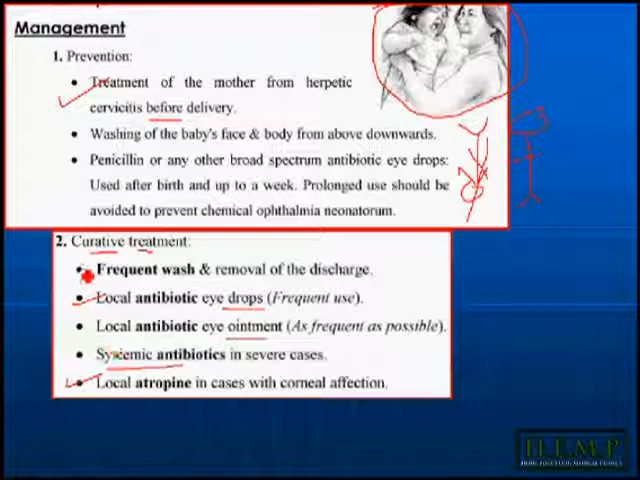 Management
1. Prevention:
• Treatment of the mother from herpetic
cervicitis before delivery.
• Washing of the baby's face & body from above downwards.
• Penicillin or any other broad spectrum antibiotic eye drops:
Used after birth and up to a week. Prolonged use should be
avoided to prevent chemical ophthalmia neonatorum.
2. Curative treatment:
• Frequent wash & removal of the discharge.
• Local antibiotic eye drops (Frequent use).
• Local antibiotic eye ointment (As frequent as possible).
• Systemic antibiotics in severe cases.
• Local atropine in cases with corneal affection.